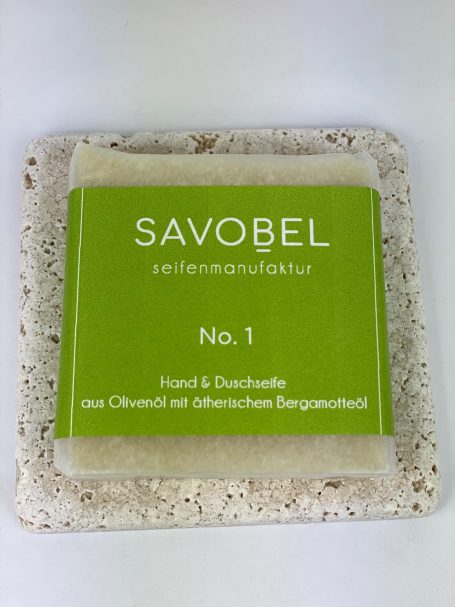 SAVOBEL
seifenmanufaktur
No. 1
Hand & Duschseife
aus Olivenöl mit ätherischem Bergamotteöl